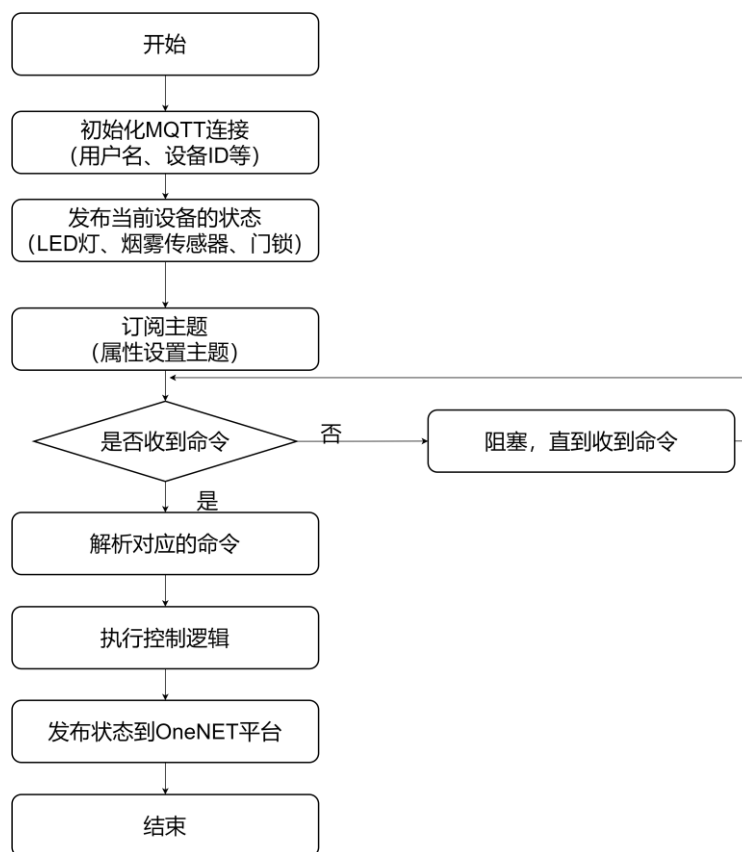 开始
初始化MQTT连接
（用户名、设备ID等）
发布当前设备的状态
（LED灯、烟雾传感器、门锁）
订阅主题
（属性设置主题）
是否收到命令
否
阻塞，直到收到命令
是
解析对应的命令
执行控制逻辑
发布状态到OneNET平台
结束